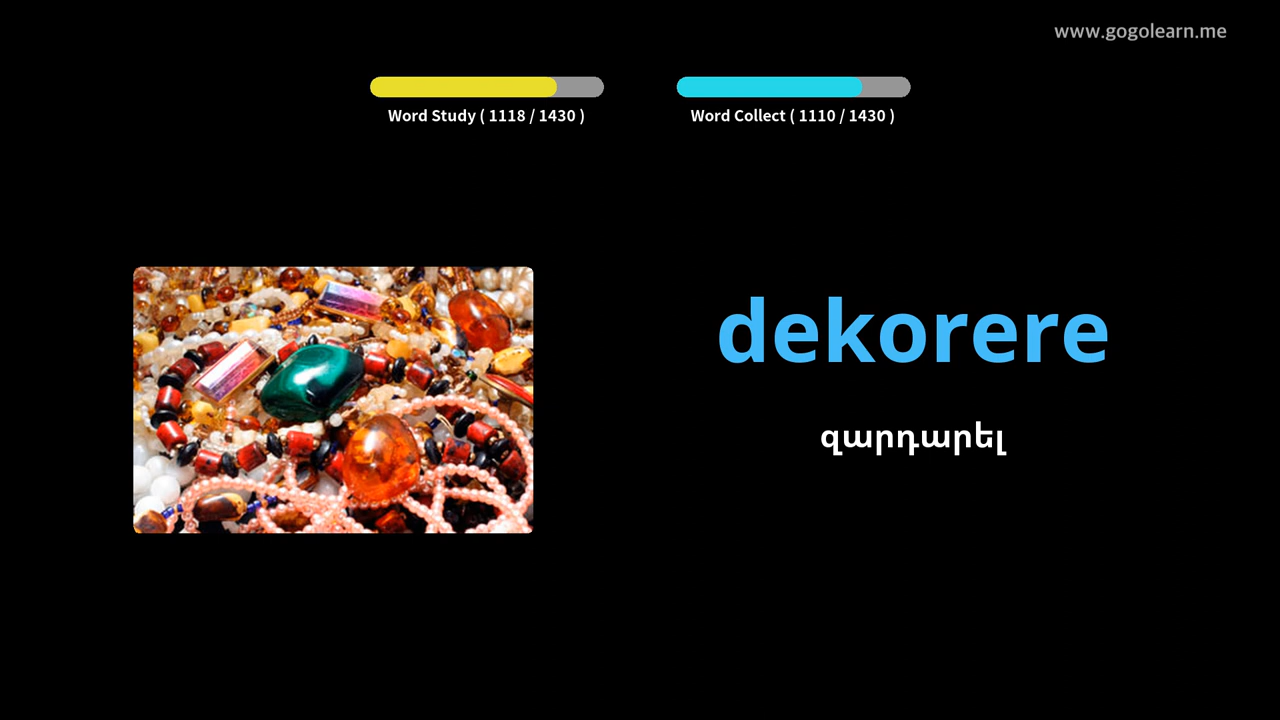 www.gogolearn.me
Word Study ( 1118 / 1430 )
Word Collect ( 1110 / 1430 )
dekorere
զարդարել